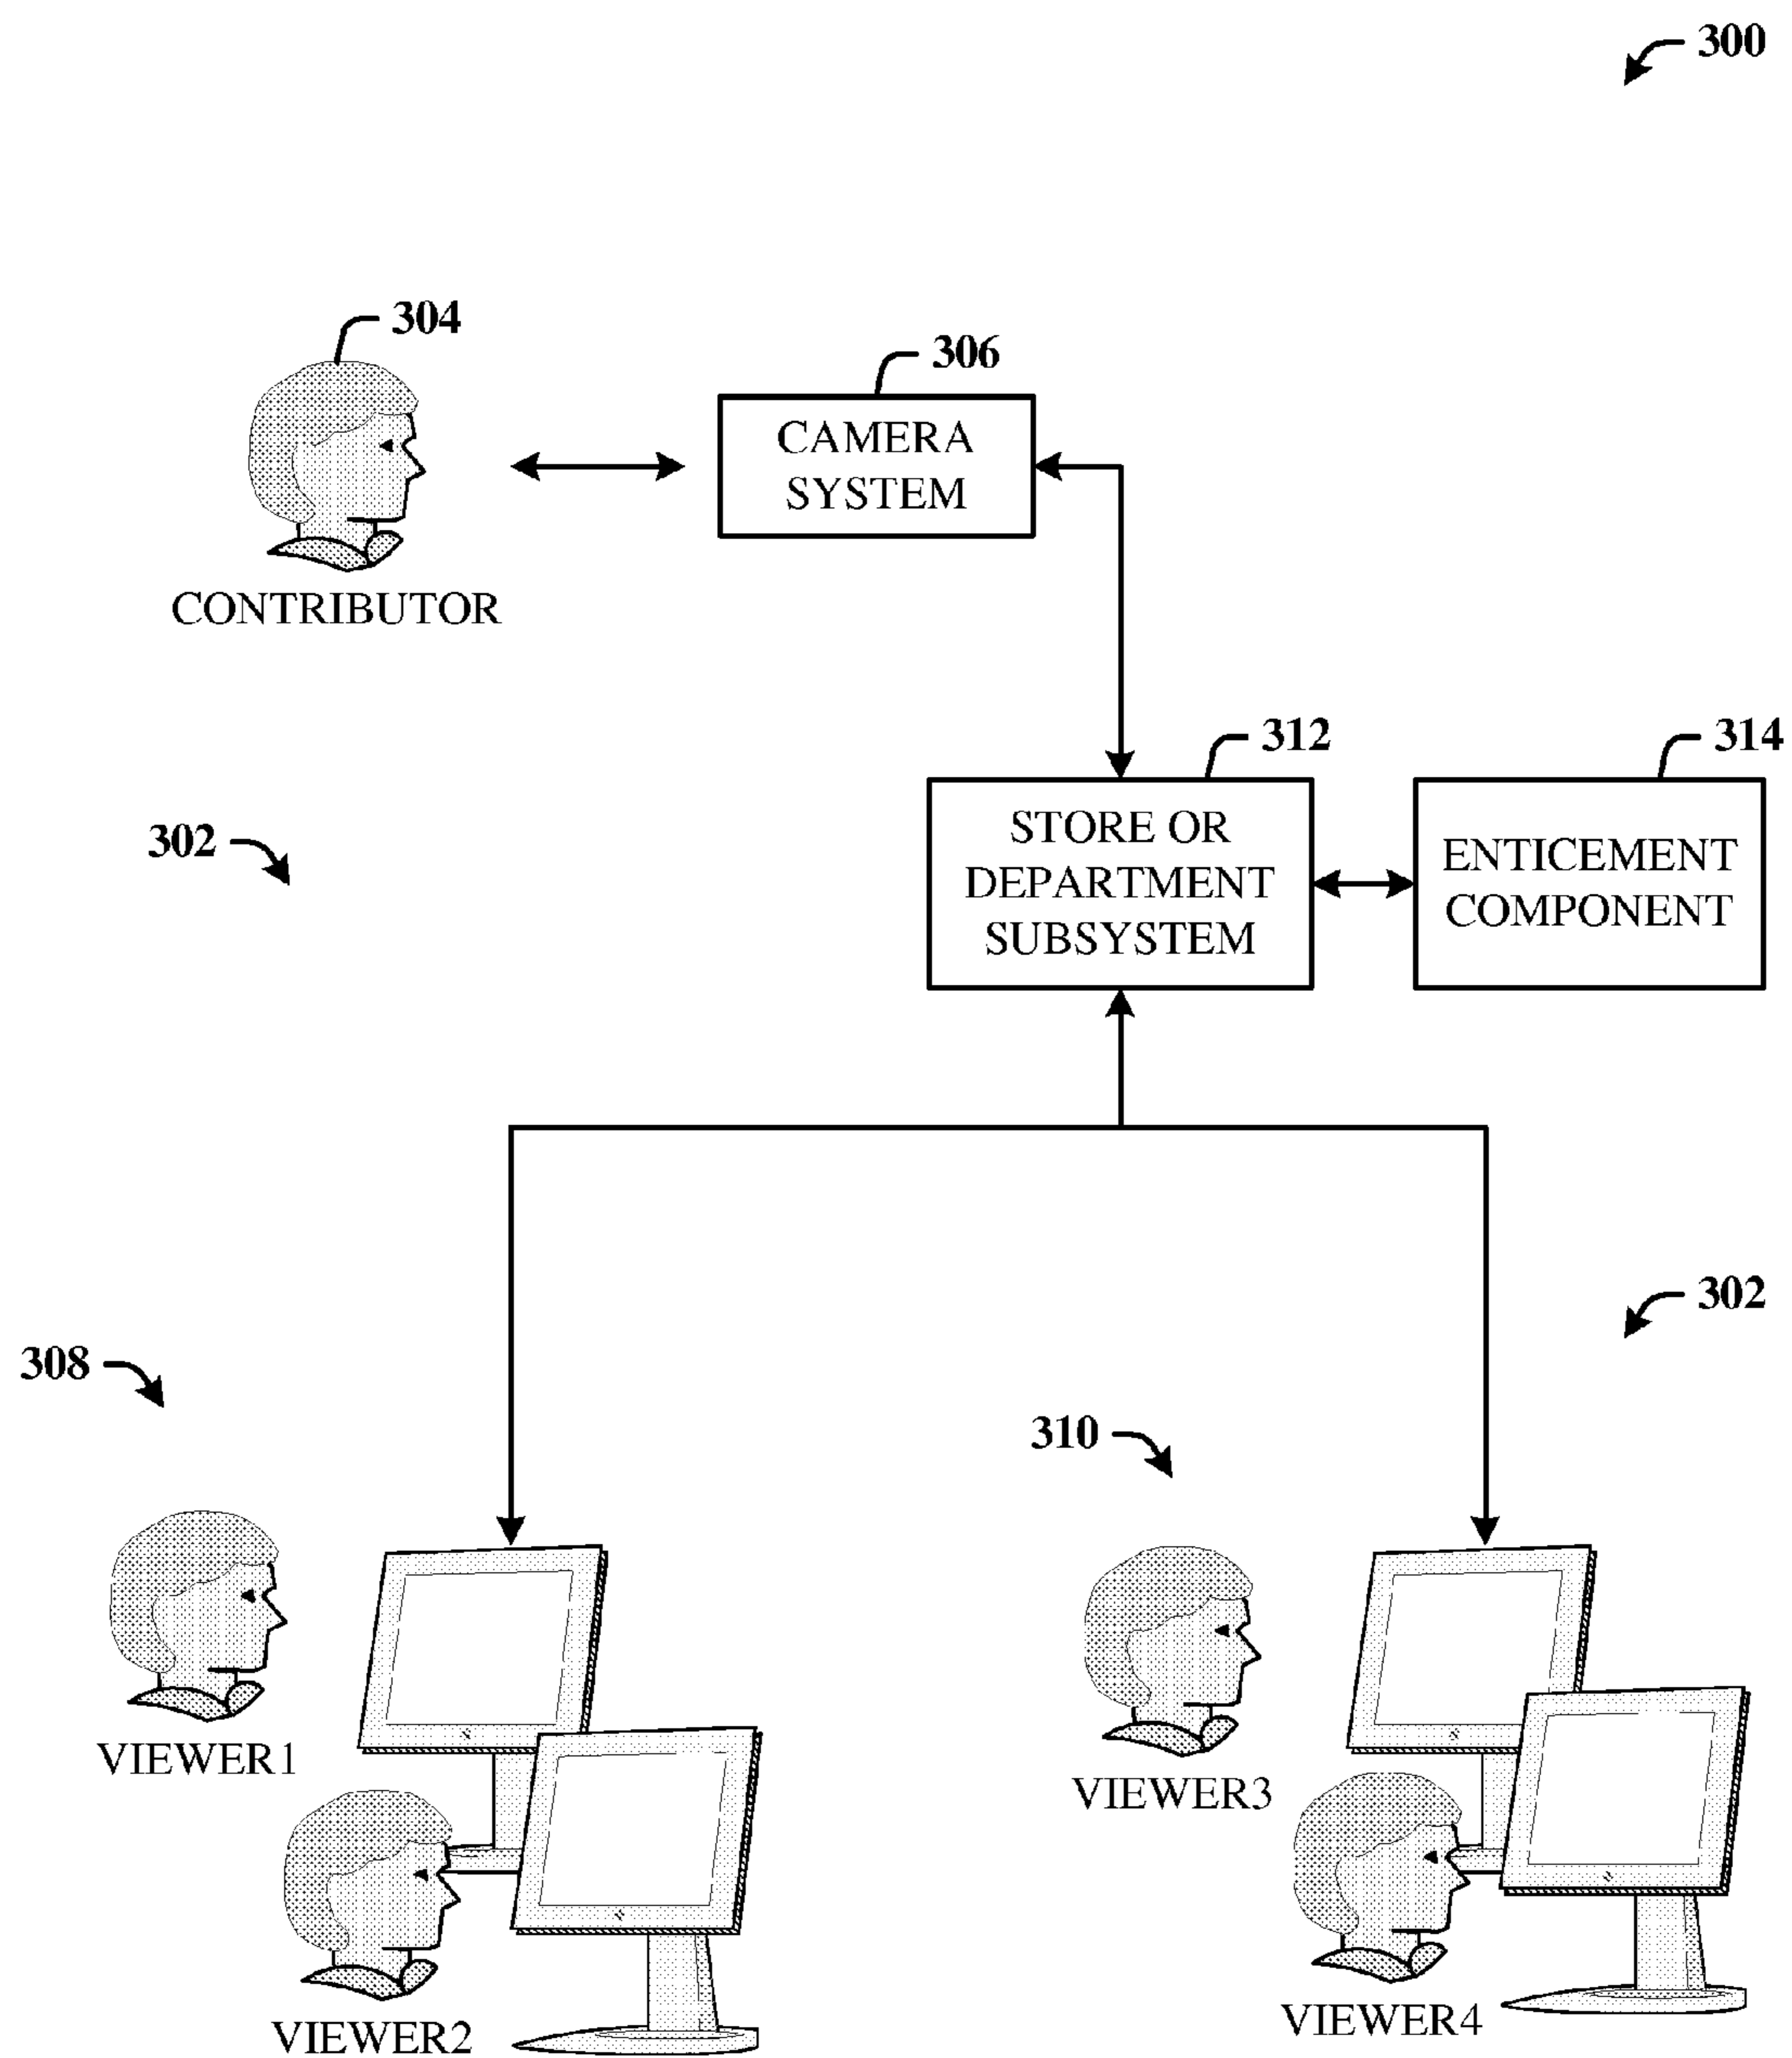 300
304
306
CAMERA
SYSTEM
CONTRIBUTOR
312
314
302
STORE OR
DEPARTMENT
SUBSYSTEM
ENTICEMENT
COMPONENT
302
308
310
VIEWER1
VIEWER3
VIEWER2
VIEWER4